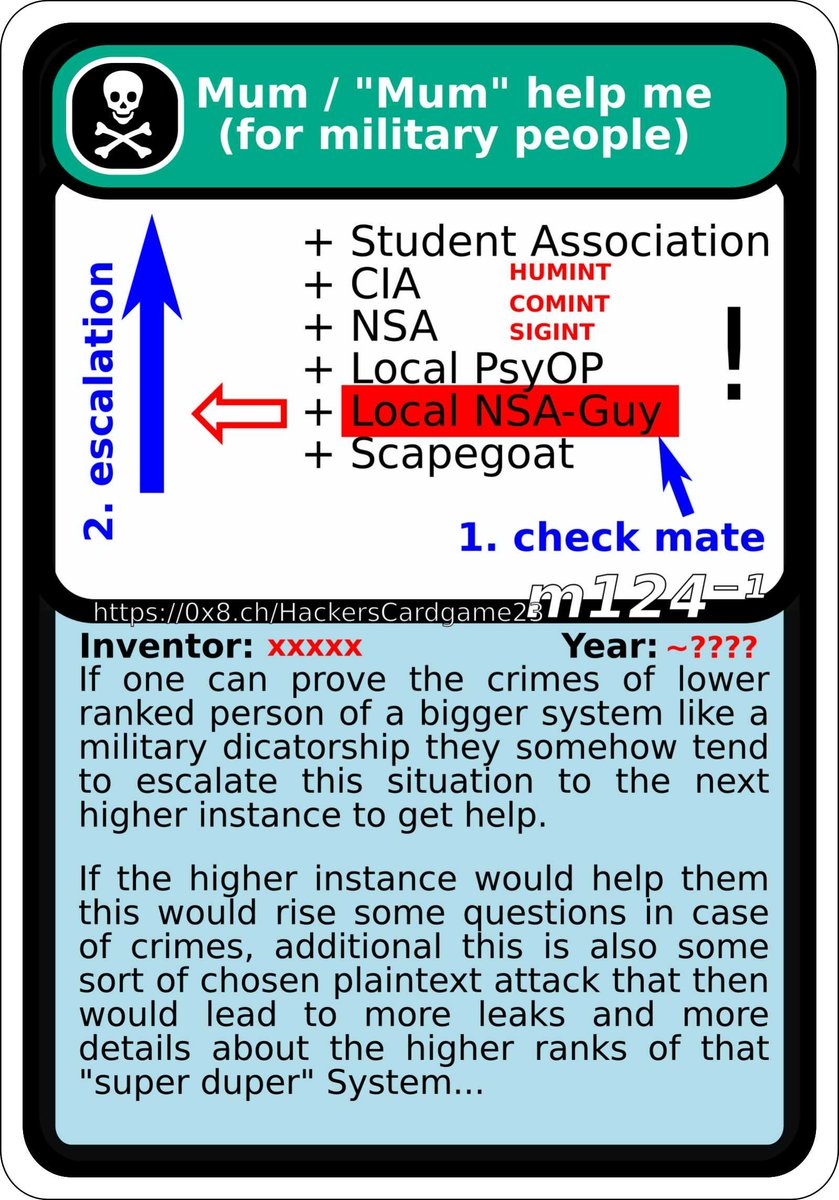 Mum / "Mum" help me
(for military people)
2. escalation
+ Student Association
+ CIA
HUMINT
COMINT
+ NSA
SIGINT
+ Local PsyOP
!
+ Local NSA-Guy
+ Scapegoat
1. check mate
m124⁻¹
https://0x8.ch/HackersCardgame23
Inventor: xxxxx Year: ~????
If one can prove the crimes of lower
ranked person of a bigger system like a
military dicatorship they somehow tend
to escalate this situation to the next
higher instance to get help.
If the higher instance would help them
this would rise some questions in case
of crimes, additional this is also some
sort of chosen plaintext attack that then
would lead to more leaks and more
details about the higher ranks of that
"super duper" System...